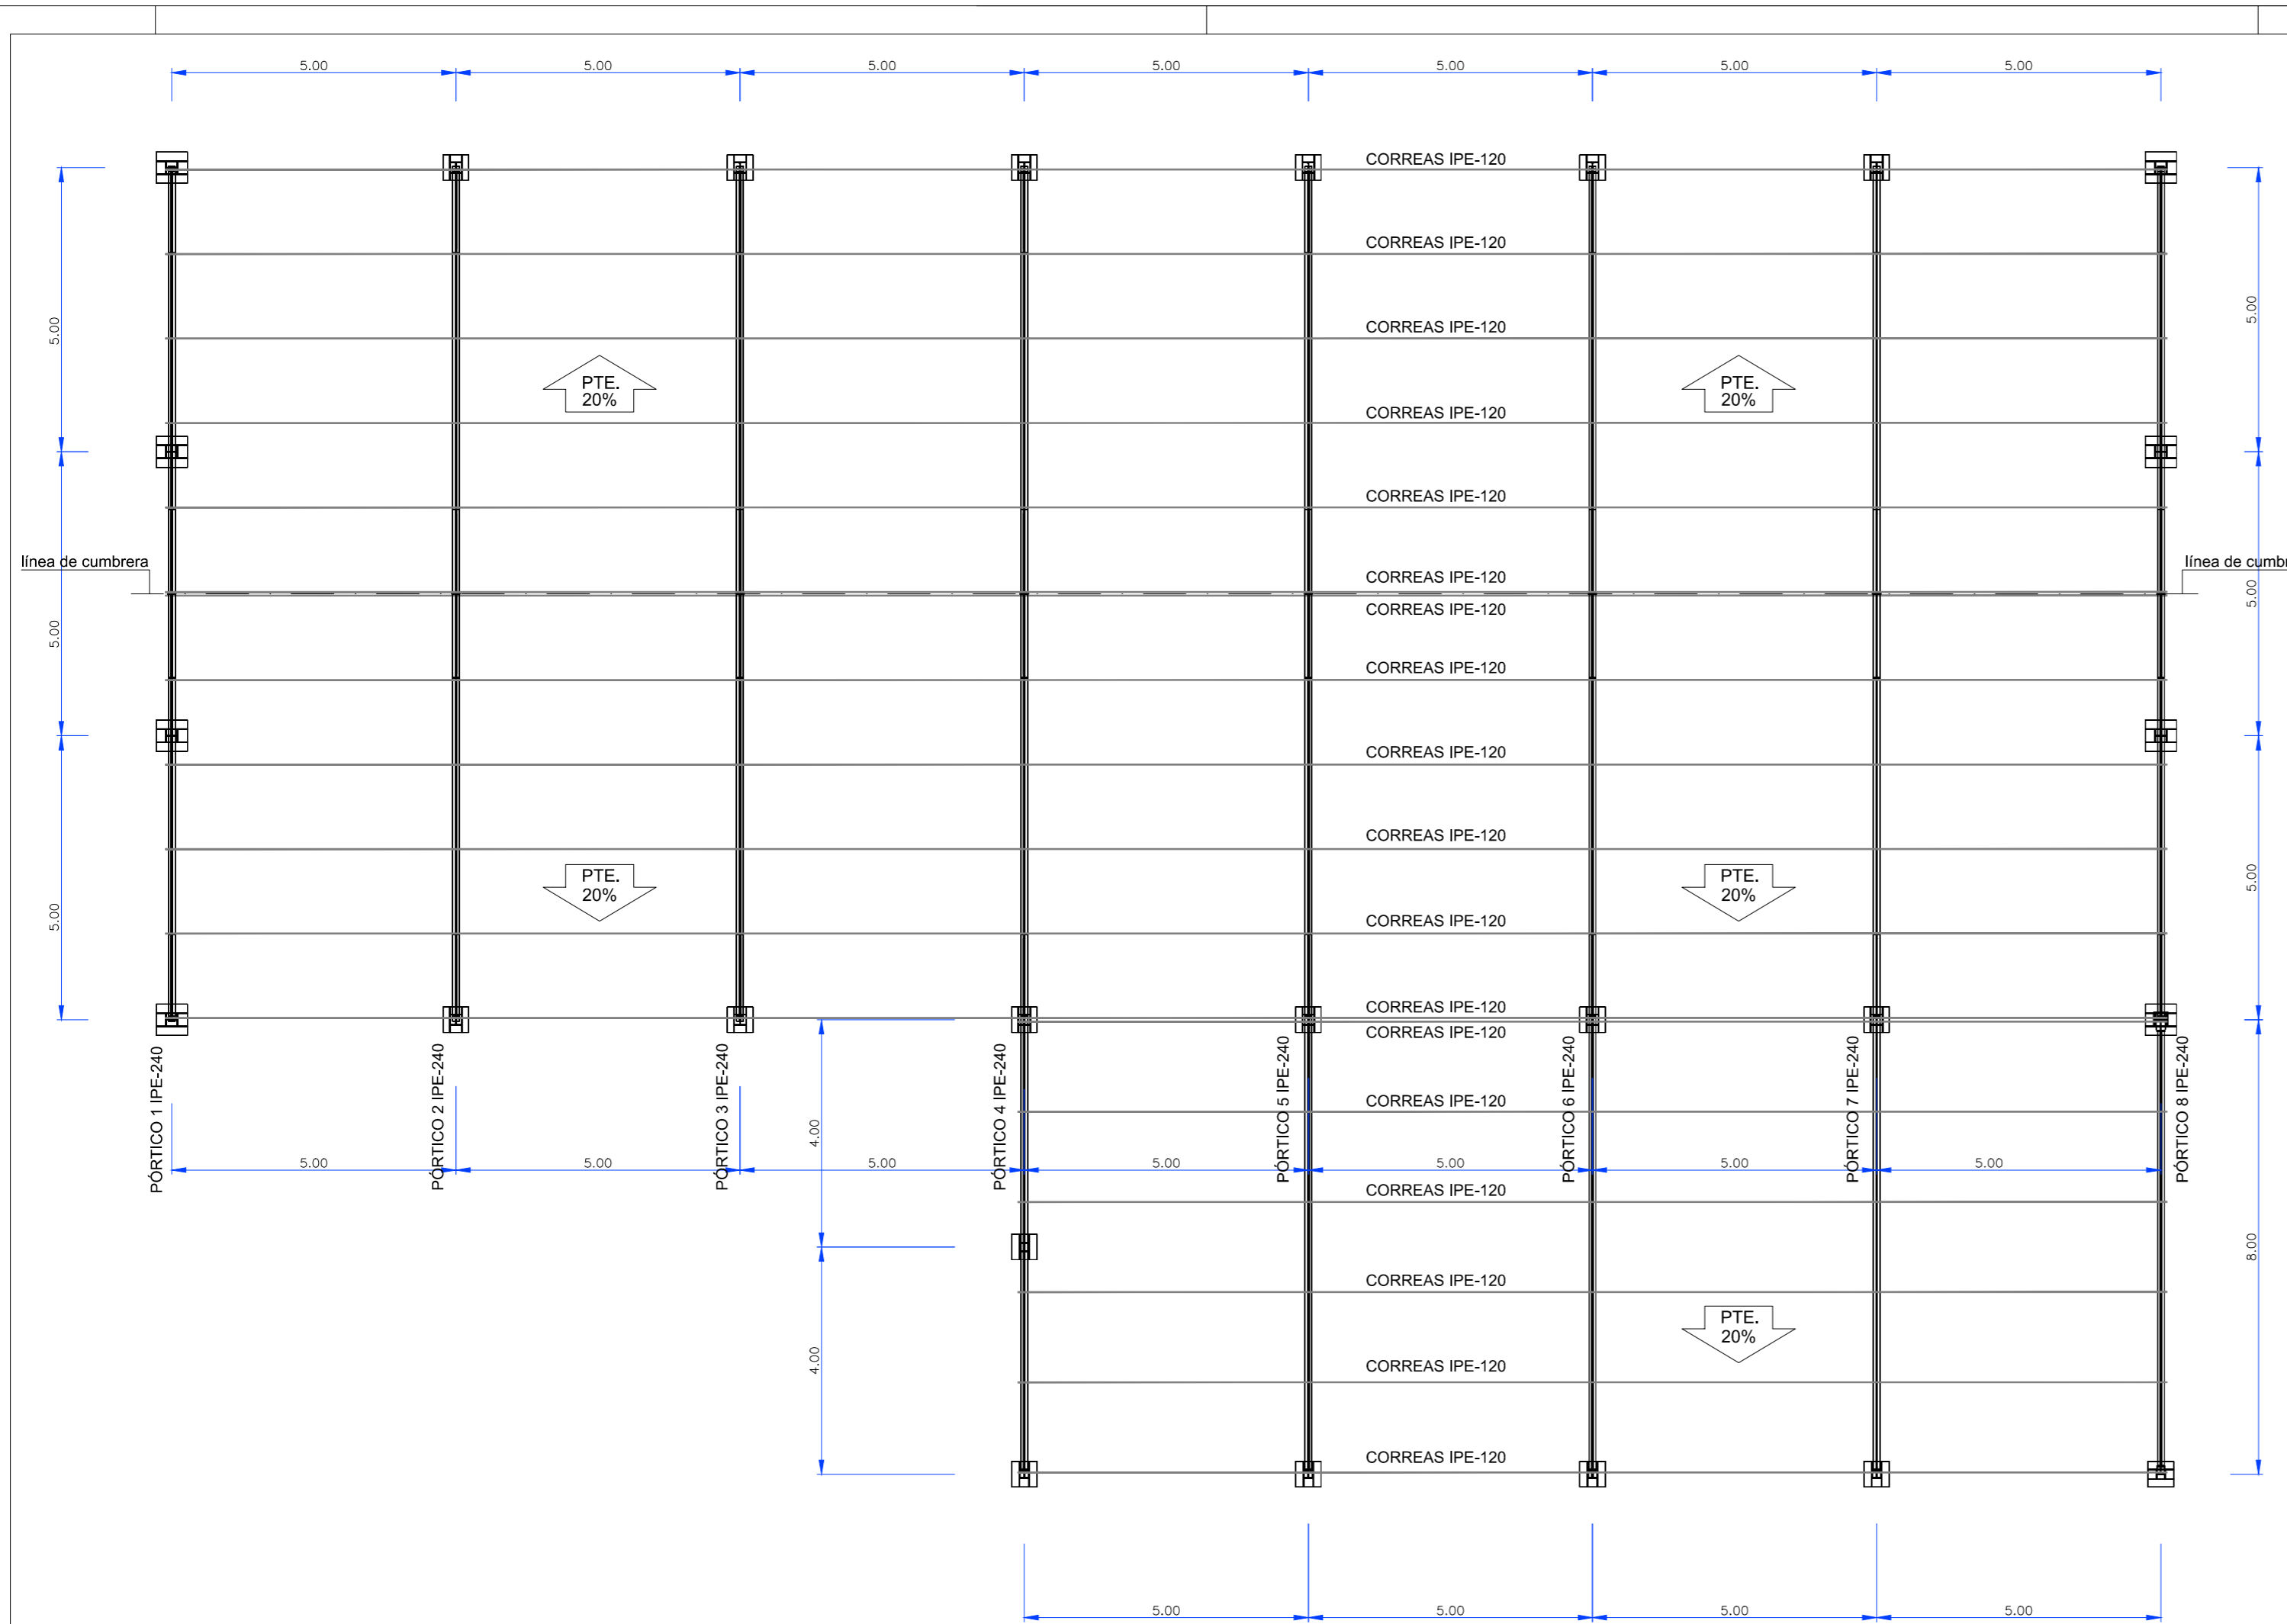 5.00
5.00
5.00
5.00
5.00
5.00
5.00
CORREAS IPE-120
CORREAS IPE-120
5.00
5.00
CORREAS IPE-120
PTE.
20%
PTE.
20%
CORREAS IPE-120
CORREAS IPE-120
línea de cumbrera
línea de cumbr
CORREAS IPE-120
5.00
CORREAS IPE-120
5.00
CORREAS IPE-120
CORREAS IPE-120
CORREAS IPE-120
PTE.
20%
PTE.
20%
5.00
5.00
CORREAS IPE-120
CORREAS IPE-120
CORREAS IPE-120
PÓRTICO 1 IPE-240
PÓRTICO 2 IPE-240
PÓRTICO 3 IPE-240
PÓRTICO 4 IPE-240
PÓRTICO 5 IPE-240
PÓRTICO 6 IPE-240
PÓRTICO 7 IPE-240
PÓRTICO 8 IPE-240
CORREAS IPE-120
4.00
5.00
5.00
5.00
5.00
5.00
5.00
5.00
CORREAS IPE-120
8.00
CORREAS IPE-120
PTE.
20%
4.00
CORREAS IPE-120
CORREAS IPE-120
5.00
5.00
5.00
5.00